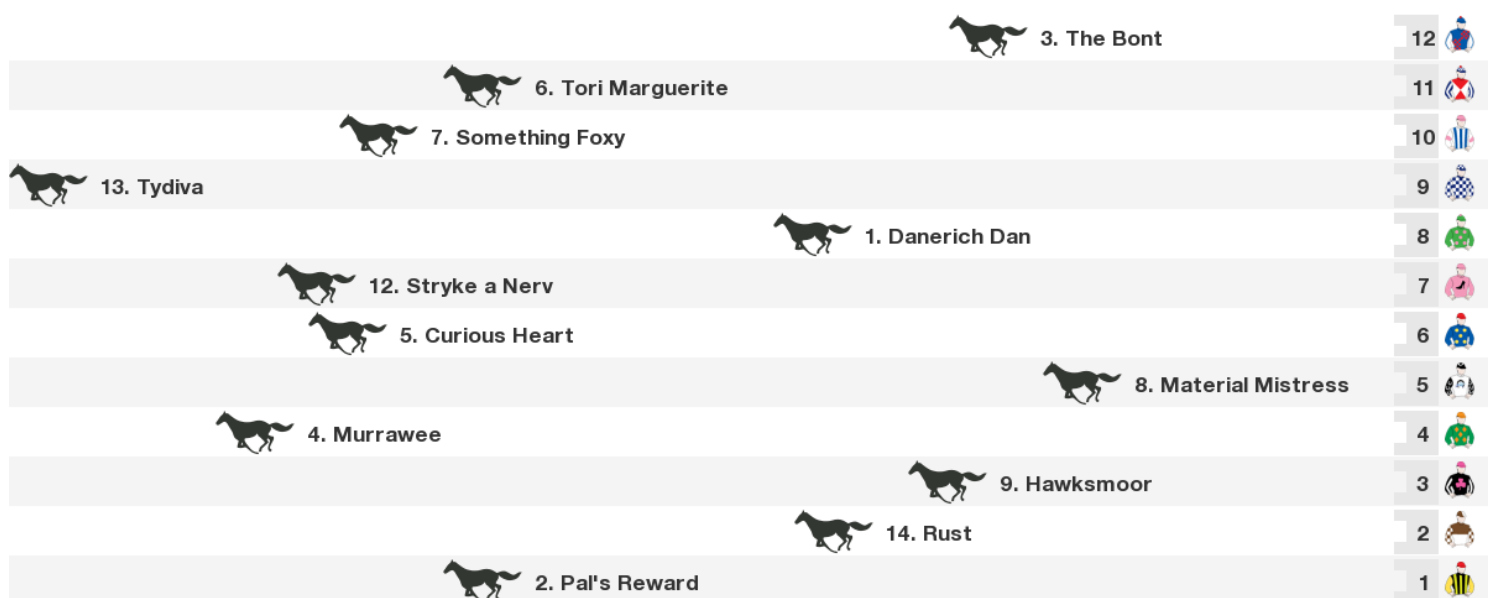 3. The Bont 12
6. Tori Marguerite 11
7. Something Foxy 10
13. Tydiva 9
1. Danerich Dan 8
12. Stryke a Nerv 7
5. Curious Heart 6
8. Material Mistress 5
4. Murrawee 4
9. Hawksmoor 3
14. Rust 2
2. Pal's Reward 1